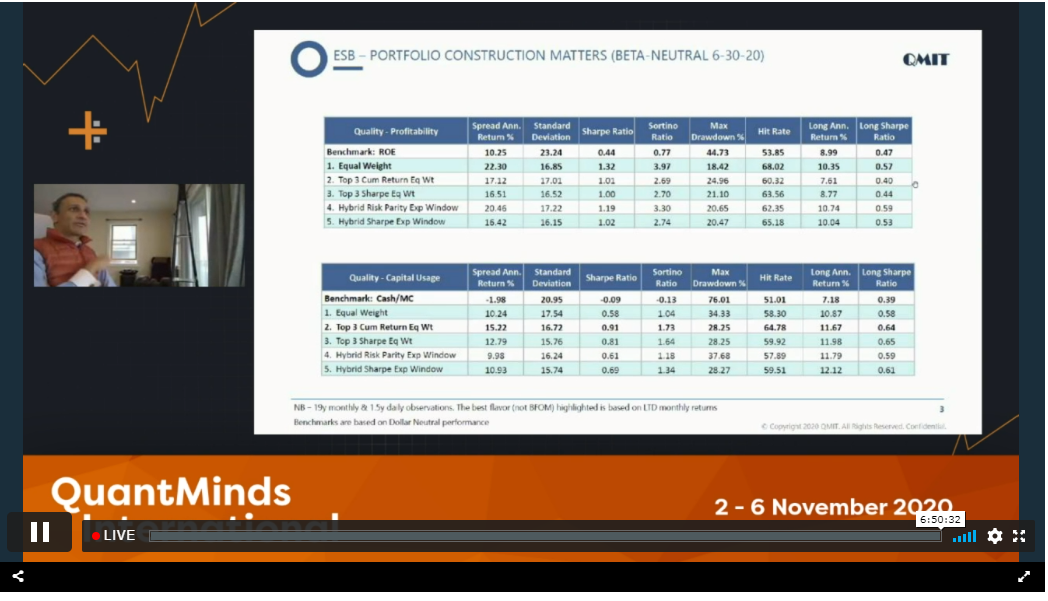 ESB – PORTFOLIO CONSTRUCTION MATTERS (BETA-NEUTRAL 6-30-20)
QMIT
Quality - Profitability Spread Ann. Return % Standard Deviation Sharpe Ratio Sortino Ratio Max Drawdown % Hit Rate Long Ann. Return % Long Sharpe Ratio
Benchmark: ROE 10.25 23.24 0.44 0.77 44.73 53.85 8.99 0.47
1. Equal Weight 22.30 16.85 1.32 3.97 18.42 68.02 10.35 0.57
2. Top 3 Cum Return Eq Wt 17.12 17.01 1.01 2.69 24.96 60.32 7.61 0.40
3. Top 3 Sharpe Eq Wt 16.51 16.52 1.00 2.70 21.10 63.56 8.77 0.44
4. Hybrid Risk Parity Exp Window 20.46 17.22 1.19 3.30 20.65 62.35 10.74 0.59
5. Hybrid Sharpe Exp Window 16.42 16.15 1.02 2.74 20.47 65.18 10.04 0.53
Quality - Capital Usage Spread Ann. Return % Standard Deviation Sharpe Ratio Sortino Ratio Max Drawdown % Hit Rate Long Ann. Return % Long Sharpe Ratio
Benchmark: Cash/MC -1.98 20.95 -0.09 -0.13 76.01 51.01 7.18 0.39
1. Equal Weight 10.24 17.54 0.58 1.04 34.33 58.30 10.87 0.58
2. Top 3 Cum Return Eq Wt 15.22 16.72 0.91 1.73 28.25 64.78 11.67 0.64
3. Top 3 Sharpe Eq Wt 12.79 15.76 0.81 1.64 28.25 59.92 11.98 0.65
4. Hybrid Risk Parity Exp Window 9.98 16.24 0.61 1.18 37.68 57.89 11.79 0.59
5. Hybrid Sharpe Exp Window 10.93 15.74 0.69 1.34 28.27 59.51 12.12 0.61
NB – 19y monthly & 1.5y daily observations. The best flavor (not BFOM) highlighted is based on LTD monthly returns
3
Benchmarks are based on Dollar Neutral performance
© Copyright 2020 QMIT. All Rights Reserved. Confidential.
QuantMinds
International
2 - 6 November 2020
6:50:32
LIVE